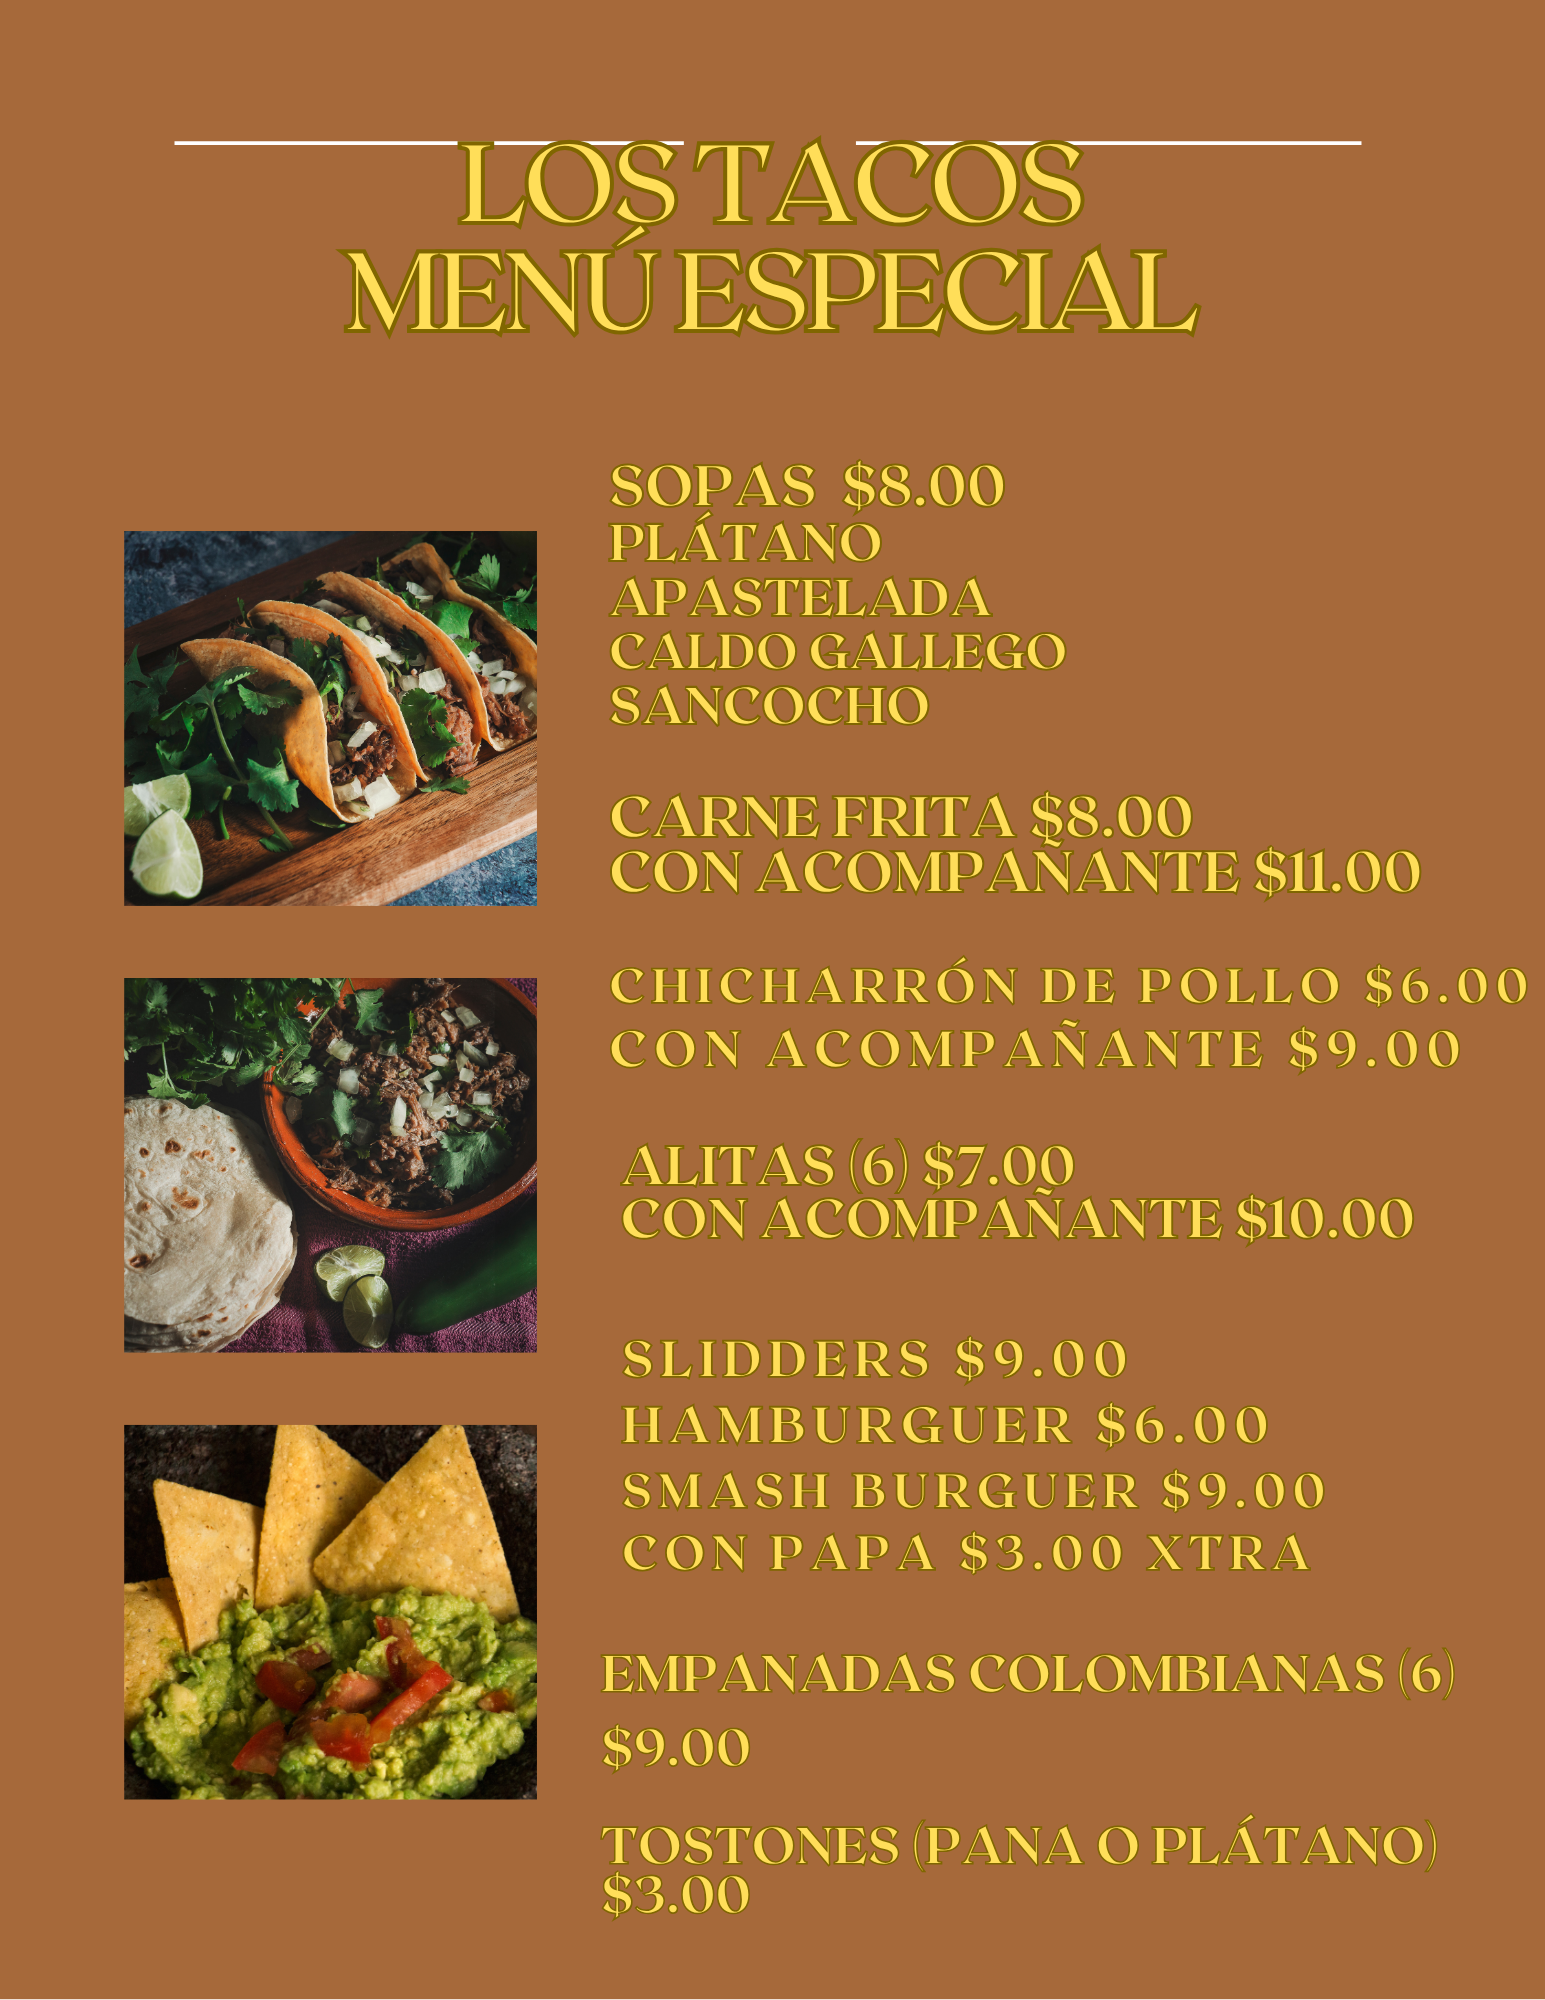 LOS TACOS
MENÚ ESPECIAL
SOPAS $8.00
PLÁTANO
APASTELADA
CALDO GALLEGO
SANCOCHO
CARNE FRITA $8.00
CON ACOMPAÑANTE $11.00
CHICHARRÓN DE POLLO $6.00
CON ACOMPAÑANTE $9.00
ALITAS (6) $7.00
CON ACOMPAÑANTE $10.00
SLIDDERS $9.00
HAMBURGUER $6.00
SMASH BURGUER $9.00
CON PAPA $3.00 XTRA
EMPANADAS COLOMBIANAS (6)
$9.00
TOSTONES (PANA O PLÁTANO)
$3.00